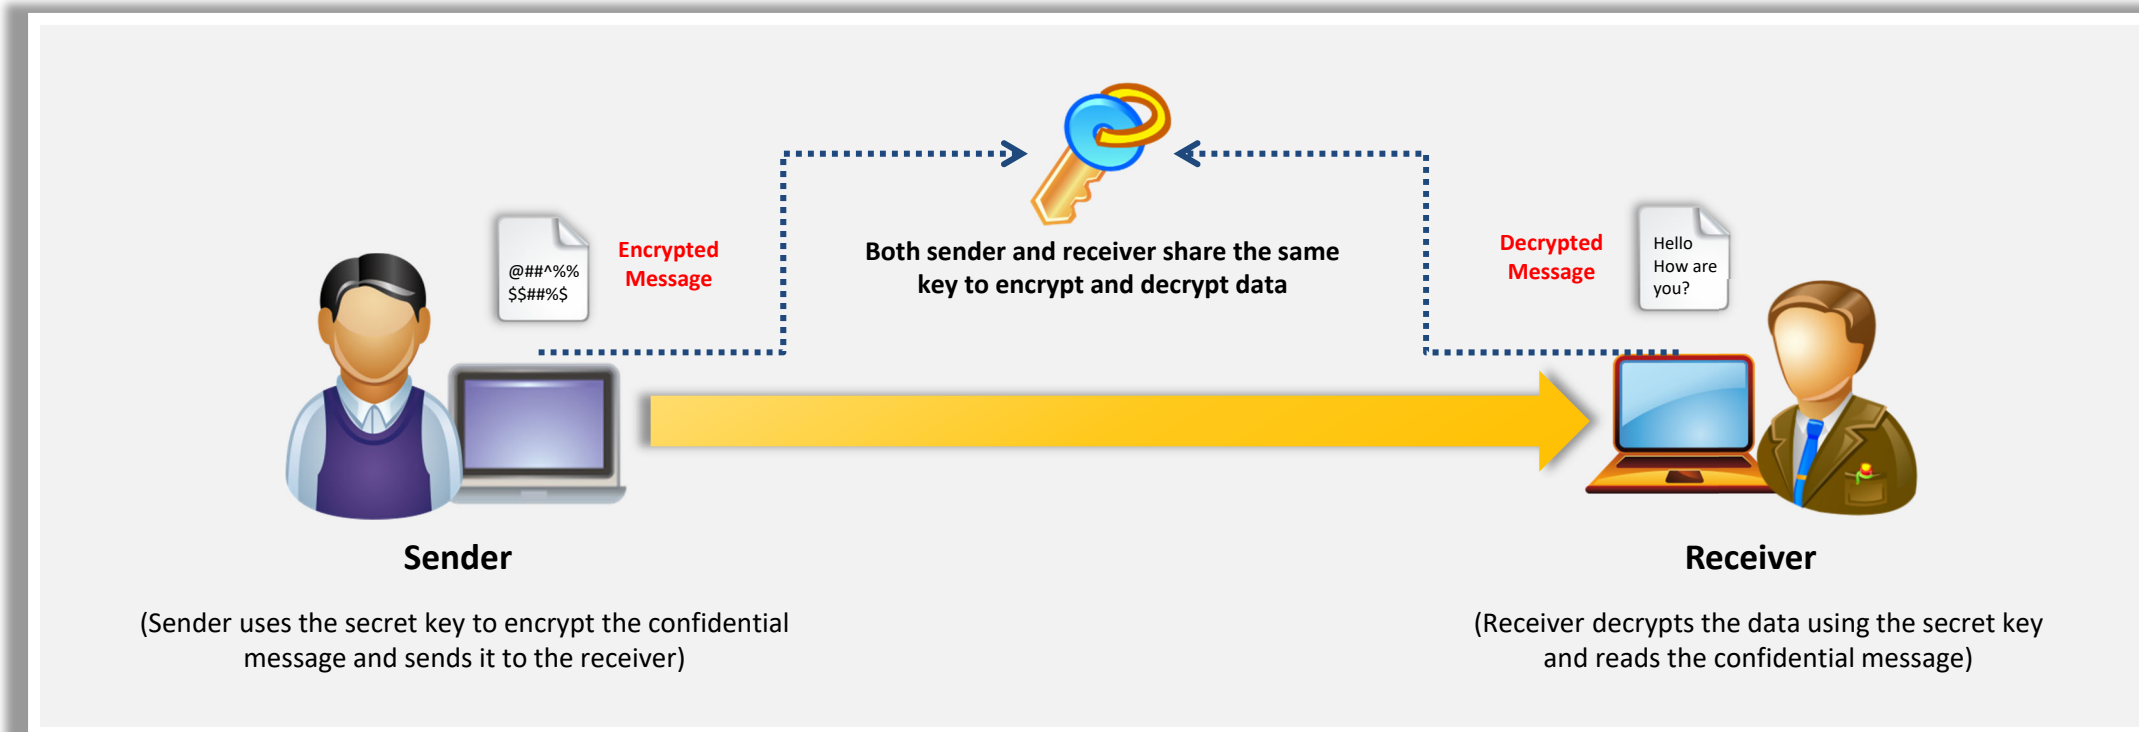 @##^%%
$$##%$
Encrypted
Message
Both sender and receiver share the same
key to encrypt and decrypt data
Decrypted
Message
Hello
How are
you?
Sender
(Sender uses the secret key to encrypt the confidential
message and sends it to the receiver)
Receiver
(Receiver decrypts the data using the secret key
and reads the confidential message)